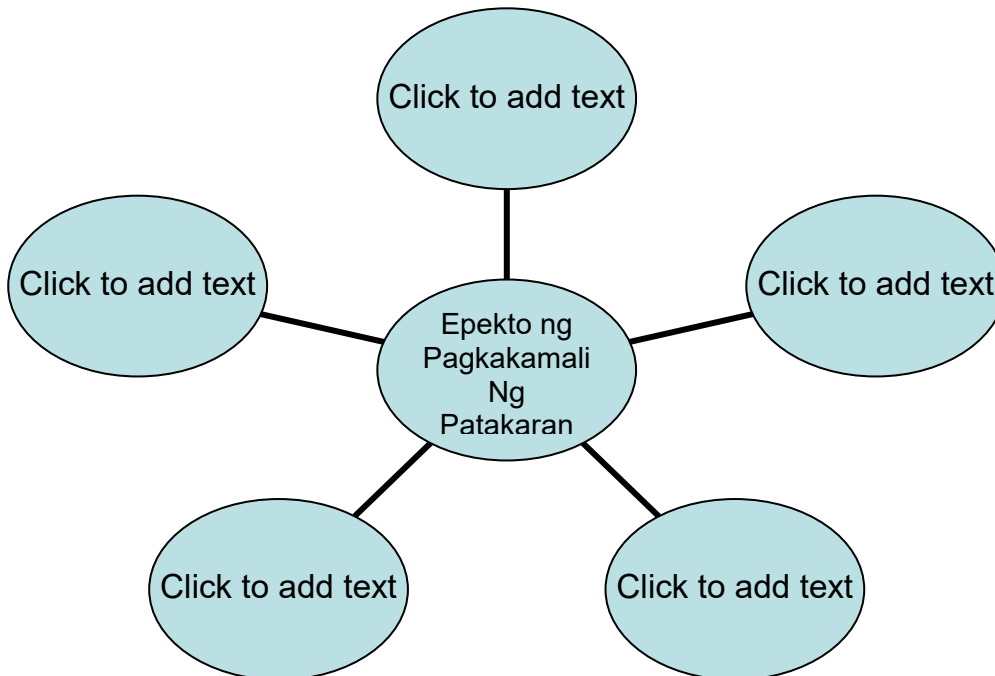 Click to add text
Click to add text
Click to add text
Epekto ng
Pagkakamali
Ng
Patakaran
Click to add text
Click to add text